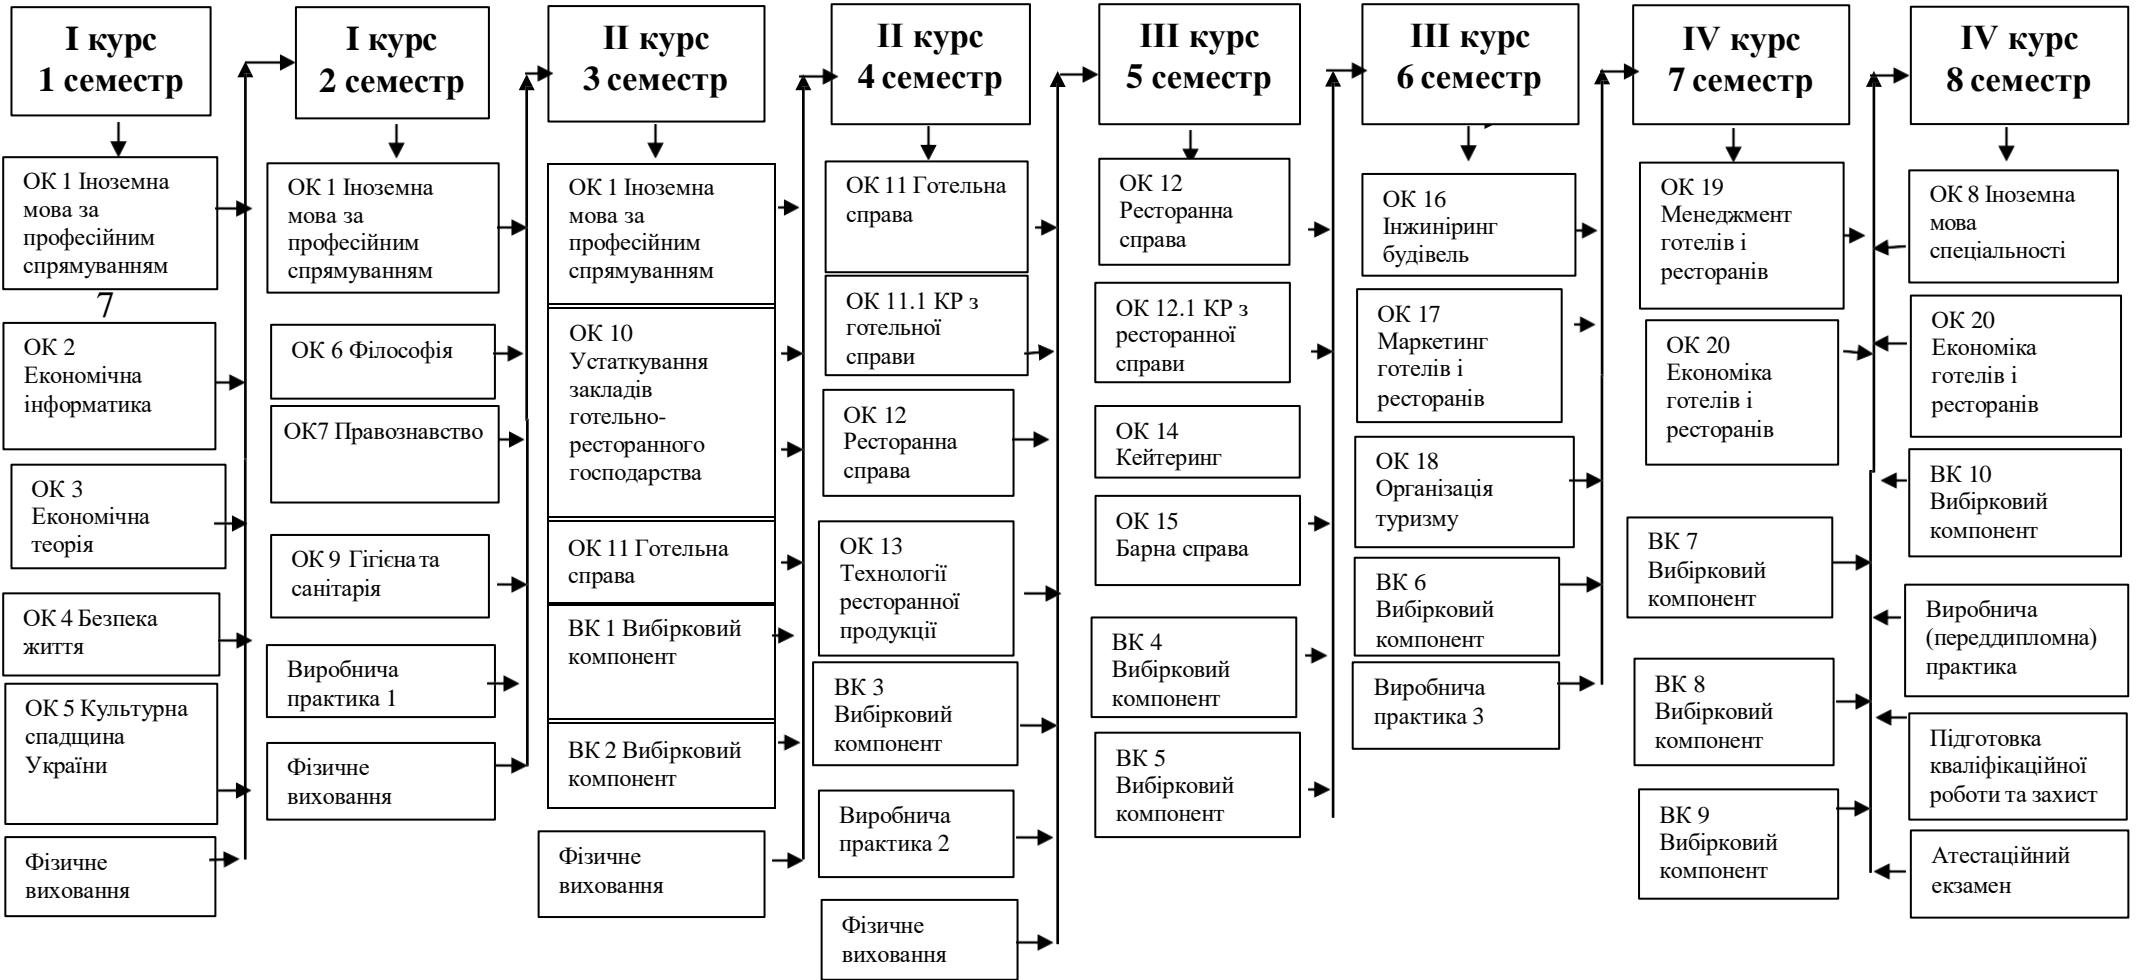 І курс
1 семестр
ОК 1 Іноземна
мова за
професійним
спрямуванням
7
ОК 2
Економічна
інформатика
ОК 3
Економічна
теорія
ОК 4 Безпека
життя
ОК 5 Культурна
спадщина
України
Фізичне
виховання
І курс
2 семестр
ОК 1 Іноземна
мова за
професійним
спрямуванням
ОК 6 Філософія
ОК7 Правознавство
ОК 9 Гігієна та
санітарія
Виробнича
практика 1
Фізичне
виховання
ІІ курс
3 семестр
ОК 1 Іноземна
мова за
професійним
спрямуванням
ОК 10
Устаткування
закладів
готельно-
ресторанного
господарства
ОК 11 Готельна
справа
ВК 1 Вибірковий
компонент
ВК 2 Вибірковий
компонент
Фізичне
виховання
ІІ курс
4 семестр
ОК 11 Готельна
справа
ОК 11.1 КР з
готельної
справи
ОК 12
Ресторанна
справа
ОК 13
Технології
ресторанної
продукції
ВК 3
Вибірковий
компонент
Виробнича
практика 2
Фізичне
виховання
ІІІ курс
5 семестр
ОК 12
Ресторанна
справа
ОК 12.1 КР з
ресторанної
справи
ОК 14
Кейтеринг
ОК 15
Барна справа
ВК 4
Вибірковий
компонент
ВК 5
Вибірковий
компонент
ІІІ курс
6 семестр
ОК 16
Інжиніринг
будівель
ОК 17
Маркетинг
готелів і
ресторанів
ОК 18
Організація
туризму
ВК 6
Вибірковий
компонент
Виробнича
практика 3
IV курс
7 семестр
ОК 19
Менеджмент
готелів і
ресторанів
ОК 20
Економіка
готелів і
ресторанів
ВК 7
Вибірковий
компонент
ВК 8
Вибірковий
компонент
ВК 9
Вибірковий
компонент
IV курс
8 семестр
ОК 8 Іноземна
мова
спеціальності
ОК 20
Економіка
готелів і
ресторанів
ВК 10
Вибірковий
компонент
Виробнича
(переддипломна)
практика
Підготовка
кваліфікаційної
роботи та захист
Атестаційний
екзамен